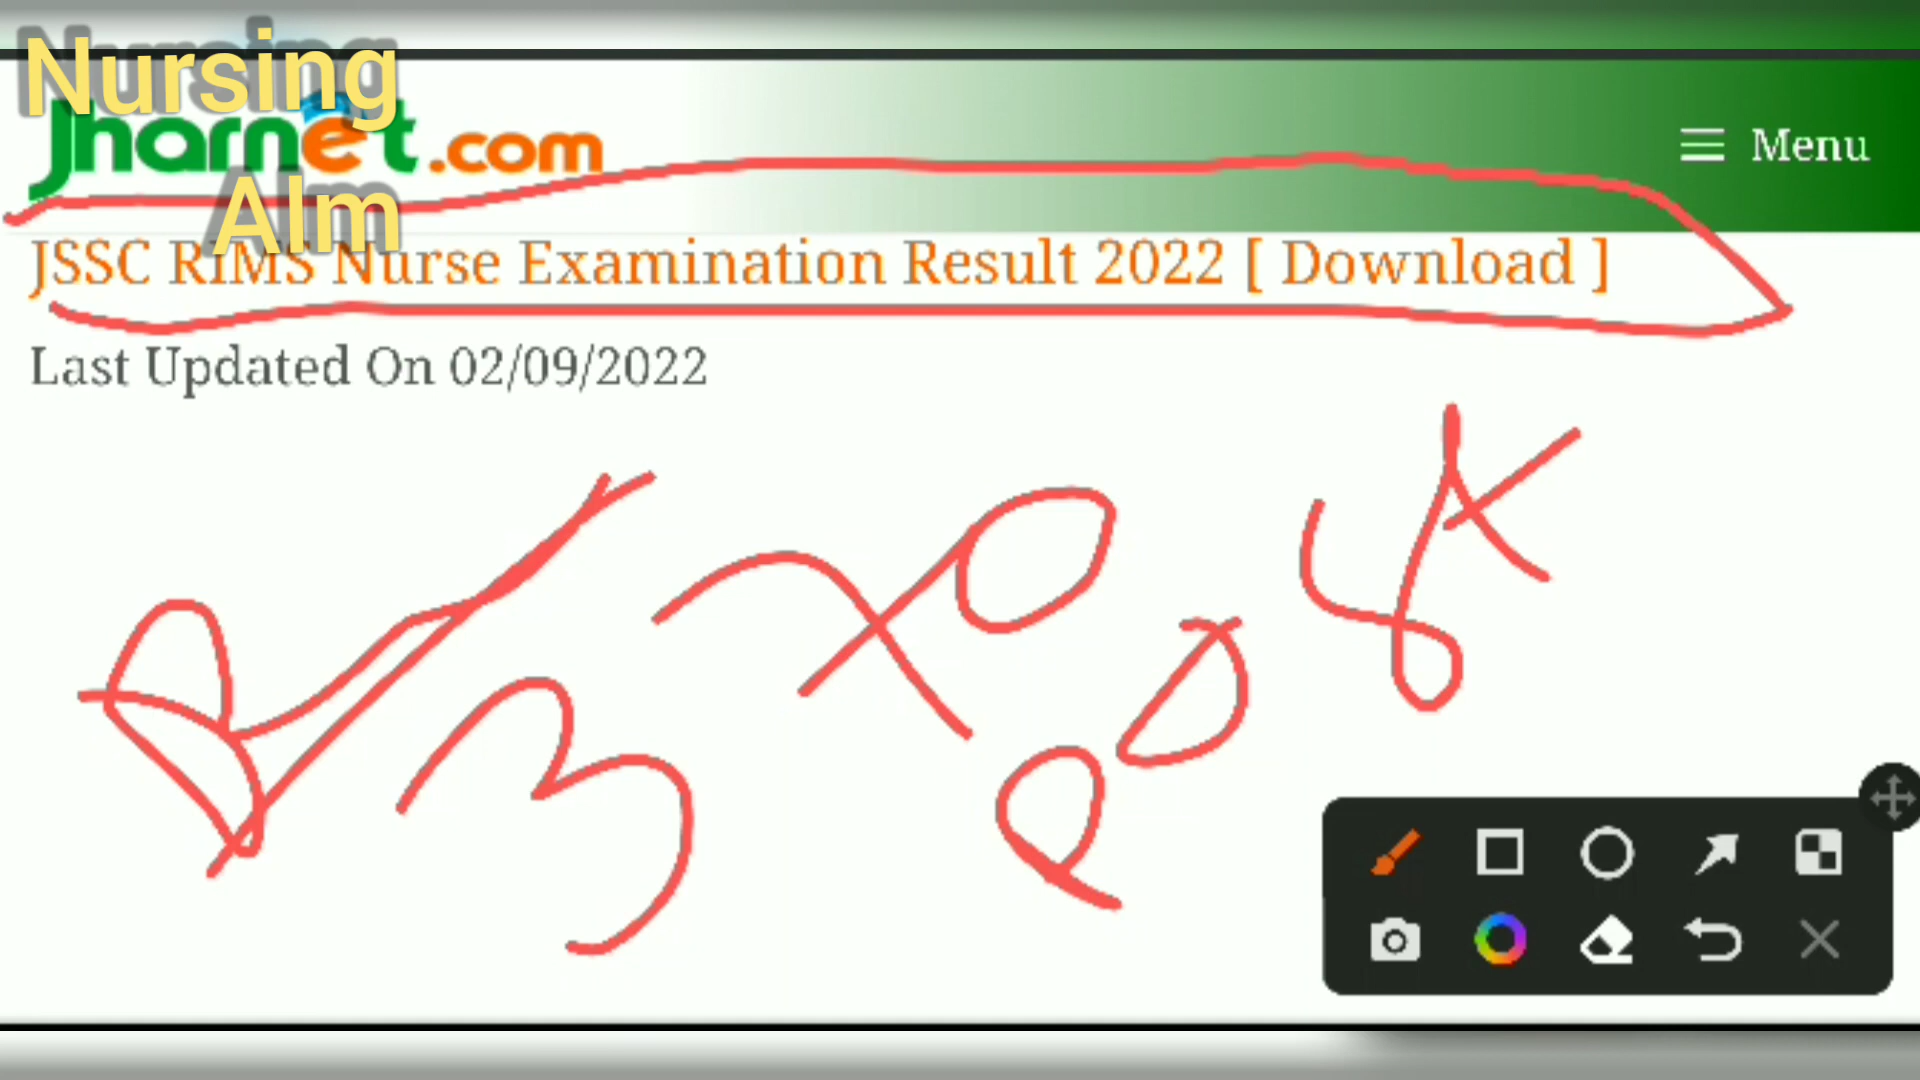 Nursing
Jharnet.com
Menu
Alm
JSSC RIMS Nurse Examination Result 2022 [ Download ]
Last Updated On 02/09/2022